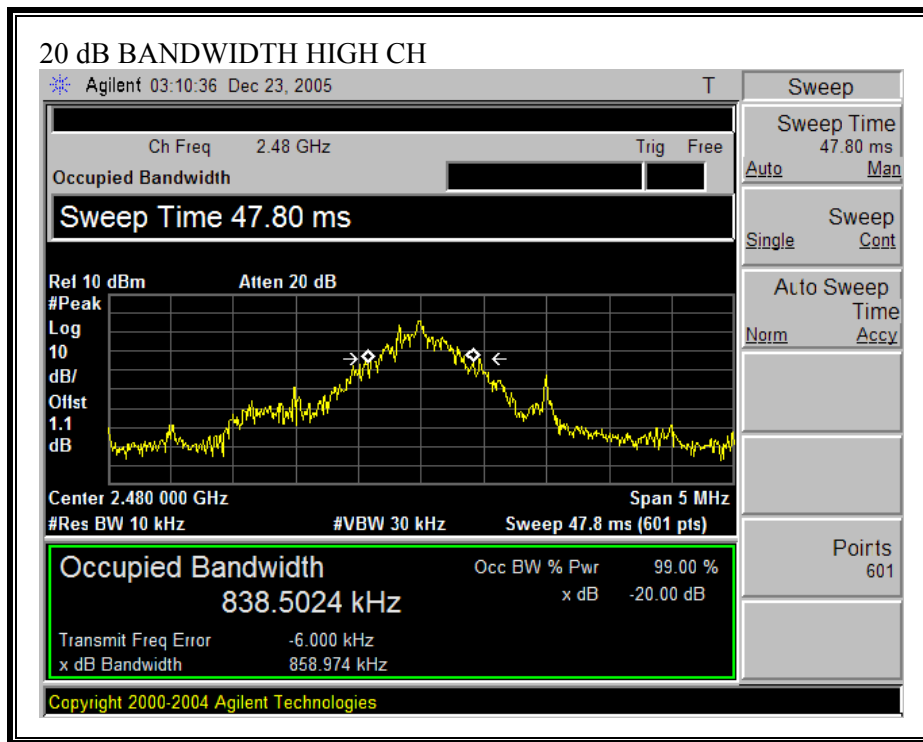 20 dB BANDWIDTH HIGH CH
Agilent 03:10:36 Dec 23, 2005 T
Ch Freq 2.48 GHz Trig Free
Occupied Bandwidth
Sweep Time 47.80 ms
Ref 10 dBm Atten 20 dB
#Peak
Log
10
dB/
Offst
1.1
dB
Center 2.480 000 GHz Span 5 MHz
#Res BW 10 kHz #VBW 30 kHz Sweep 47.8 ms (601 pts)
Occupied Bandwidth Occ BW % Pwr 99.00 %
838.5024 kHz x dB -20.00 dB
Transmit Freq Error -6.000 kHz
x dB Bandwidth 858.974 kHz
Copyright 2000-2004 Agilent Technologies
Sweep
Sweep Time
47.80 ms
Auto Man
Sweep
Single Cont
Auto Sweep
Time
Norm Accy
Points
601